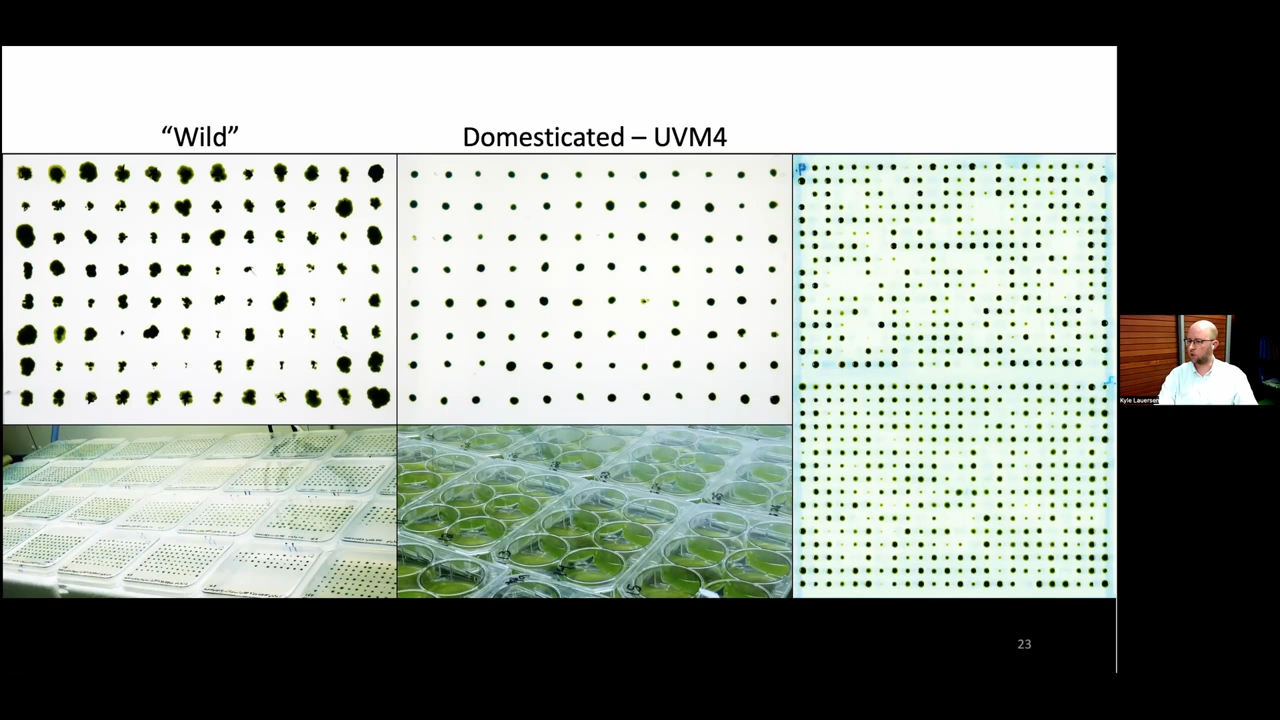 “Wild”
Domesticated – UVM4
23
Kyle Lauersen